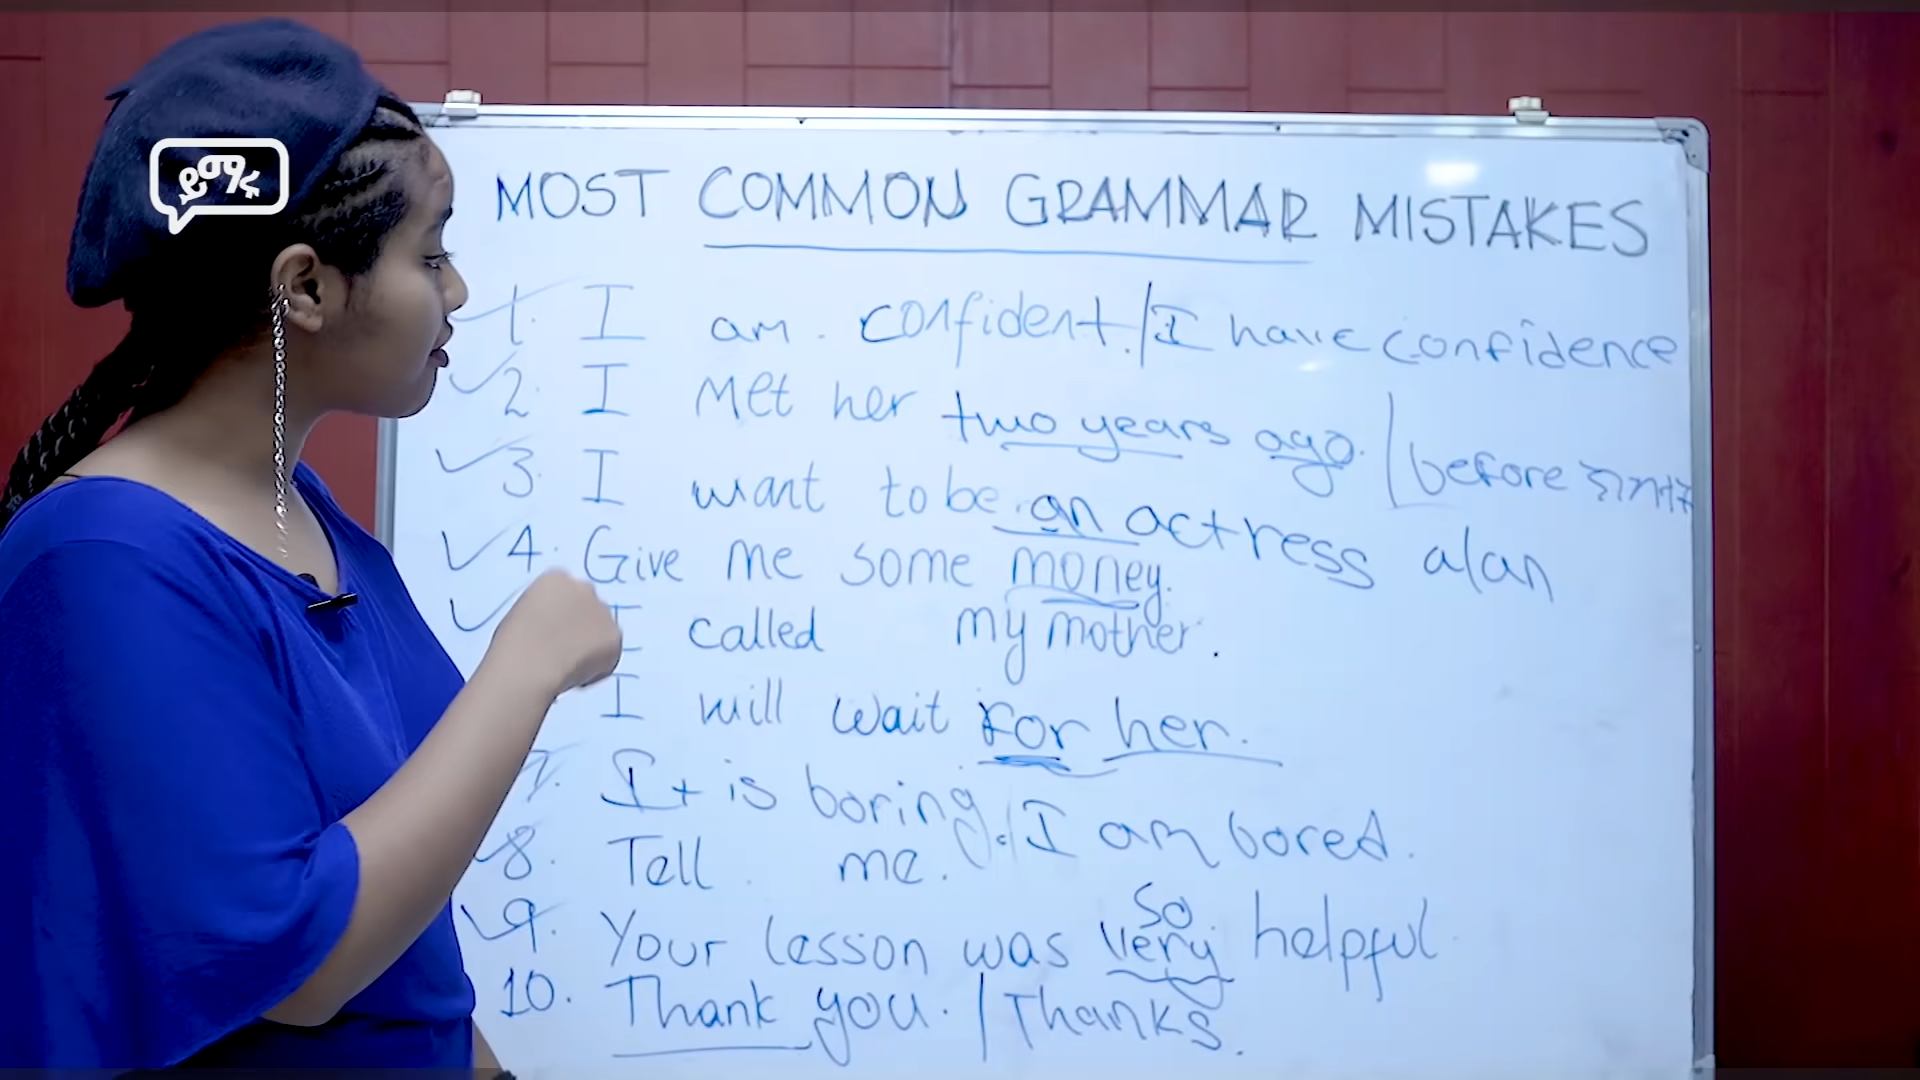 ይማሩ
MOST COMMON GRAMMAR MISTAKES
1. I am. confident./I have confidence
2. I met her two years ago. / before
3. I want to be an actress a/an
4. Give me some money.
I called my mother.
I will wait for her.
7. It is boring./I am bored.
8. Tell me.
so
9. Your lesson was very helpful
10. Thank you. / Thanks.